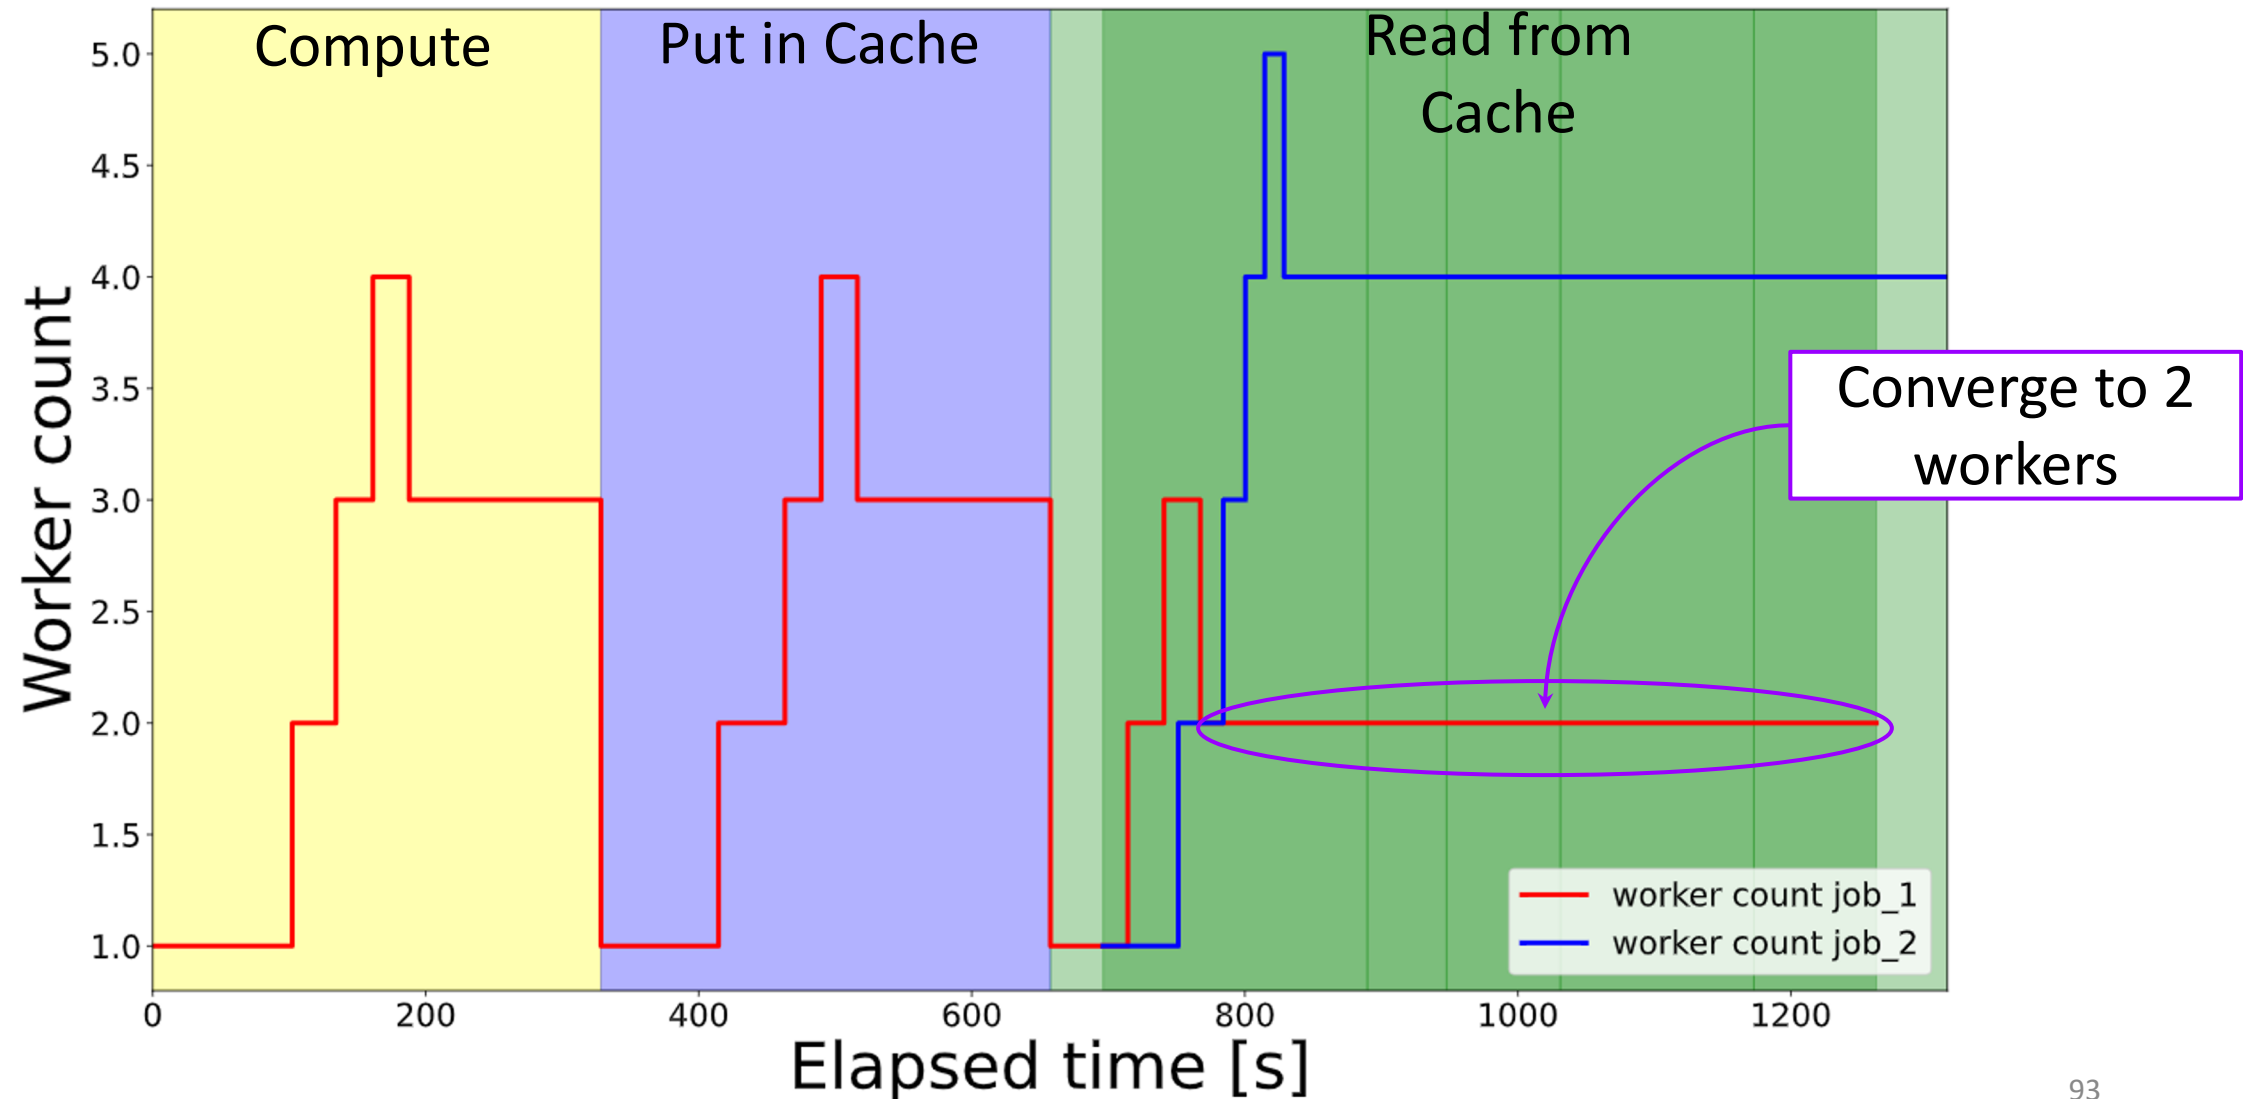 Compute
Put in Cache
Read from
Cache
5.0
4.5
4.0
3.5
3.0
2.5
2.0
1.5
1.0
Worker count
Converge to 2
workers
worker count job_1
worker count job_2
0
200
400
600
800
1000
1200
Elapsed time [s]
93